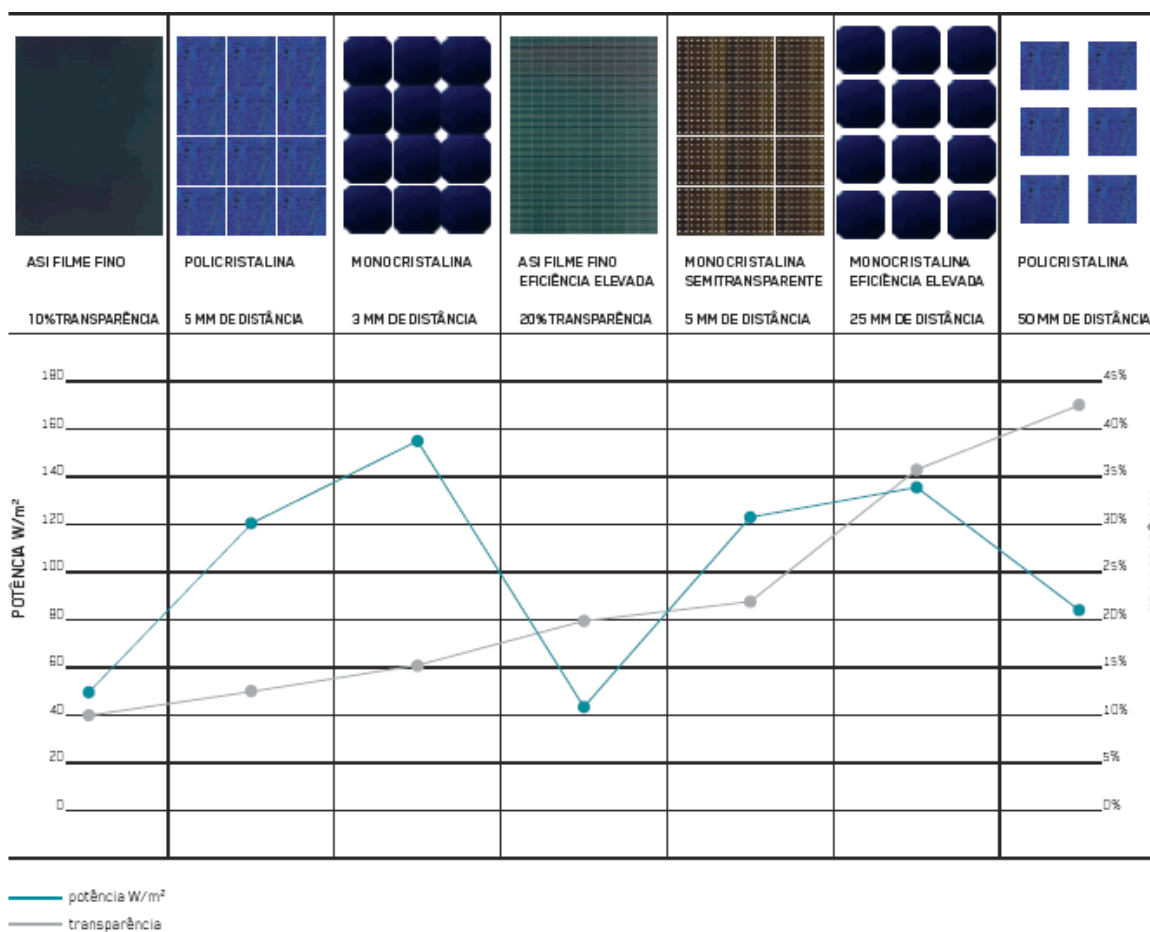 ASI FILME FINO
10% TRANSPARÊNCIA
POLICRISTALINA
5 MM DE DISTÂNCIA
MONOCRISTALINA
3 MM DE DISTÂNCIA
ASI FILME FINO
EFICIÊNCIA ELEVADA
20% TRANSPARÊNCIA
MONOCRISTALINA
SEMITRANSPARENTE
5 MM DE DISTÂNCIA
MONOCRISTALINA
EFICIÊNCIA ELEVADA
25 MM DE DISTÂNCIA
POLICRISTALINA
50 MM DE DISTÂNCIA
POTÊNCIA W/m²
180
160
140
120
100
80
60
40
20
0
45%
40%
35%
30%
25%
20%
15%
10%
5%
0%
potência W/m²
transparência